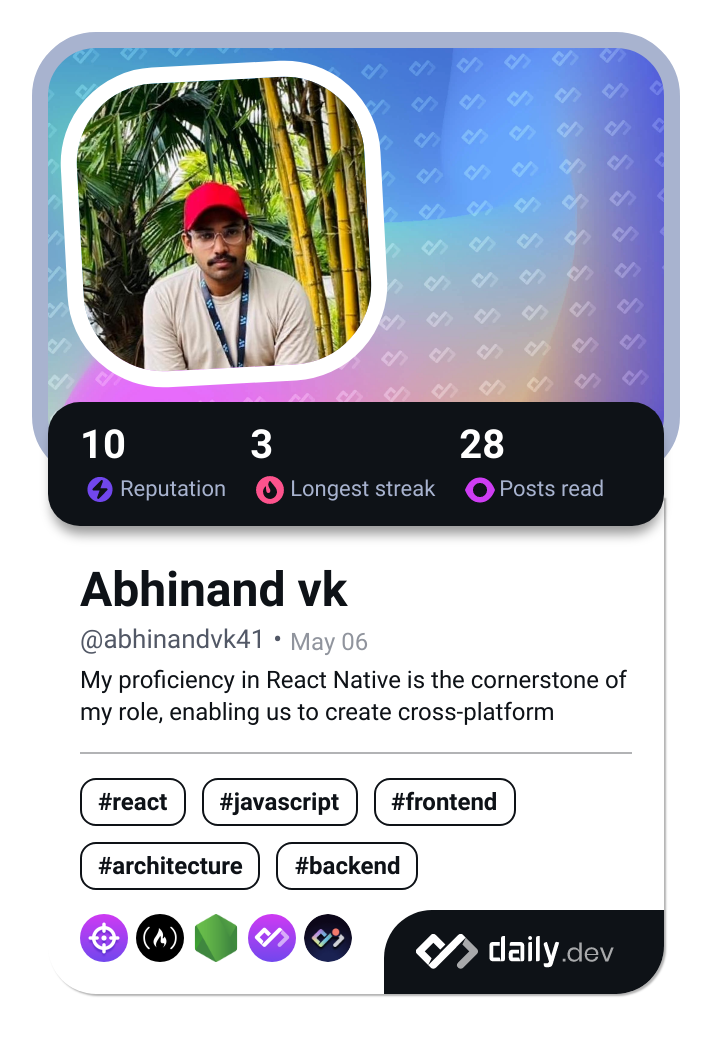 10 3 28
Reputation Longest streak Posts read
Abhinand vk
@abhinandvk41 • May 06
My proficiency in React Native is the cornerstone of
my role, enabling us to create cross-platform
#react #javascript #frontend
#architecture #backend
daily.dev